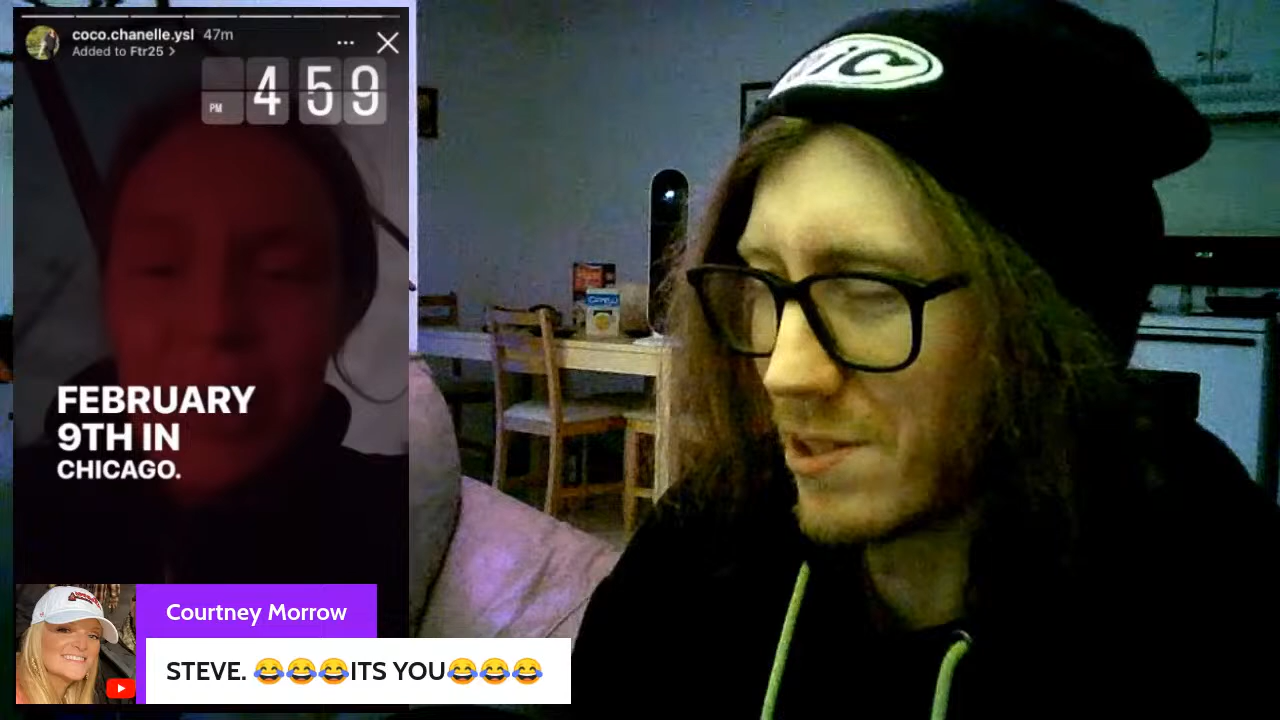 coco.chanelle.ysl 47m
Added to Ftr25 >
PM 4 59
FEBRUARY
9TH IN
CHICAGO.
Courtney Morrow
STEVE. 😂😂😂ITS YOU😂😂😂